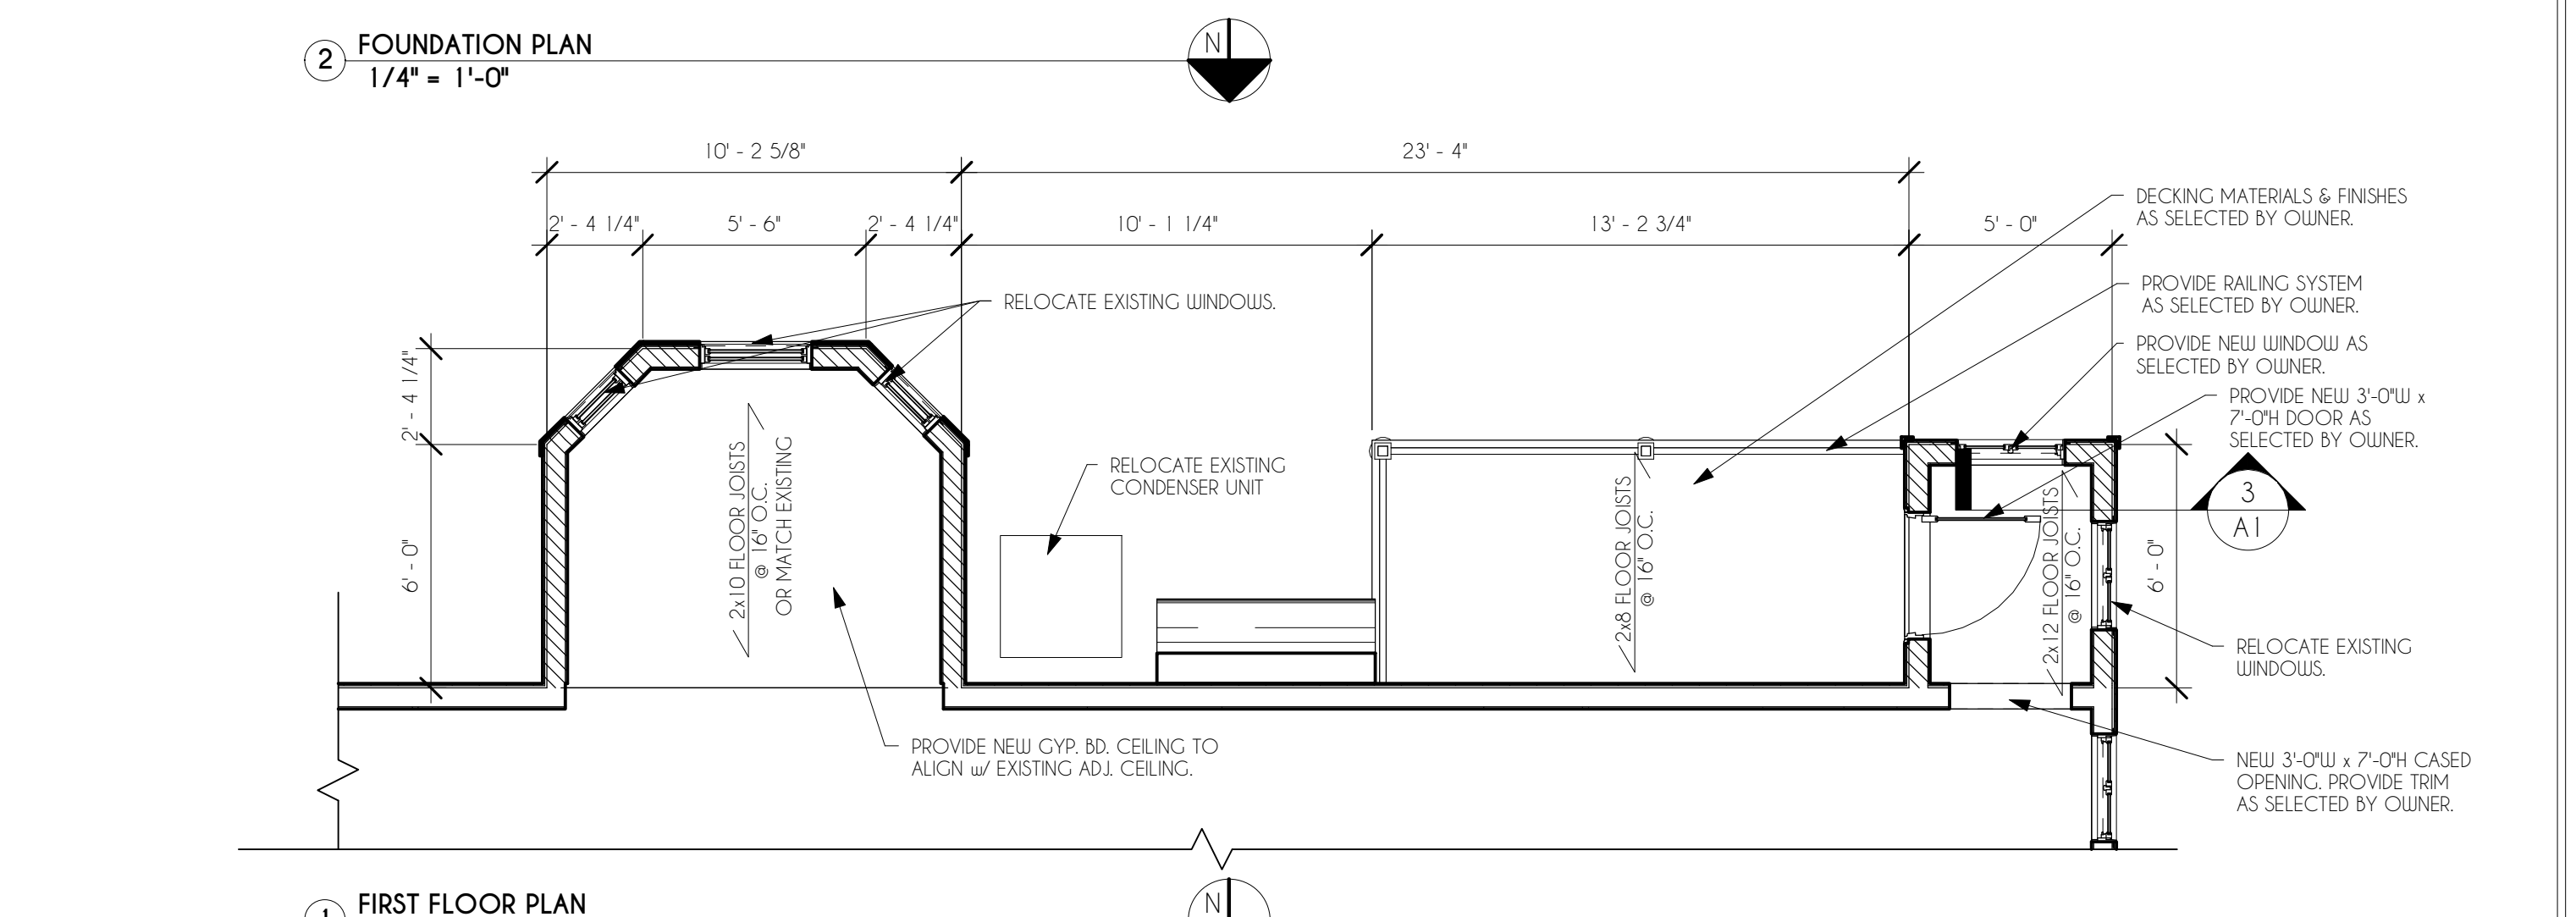 2
FOUNDATION PLAN
1/4" = 1'-0"
N
10' - 2 5/8"
23' - 4"
2' - 4 1/4"
5' - 6"
2' - 4 1/4"
10' - 1 1/4"
13' - 2 3/4"
5' - 0"
DECKING MATERIALS & FINISHES
AS SELECTED BY OWNER.
PROVIDE RAILING SYSTEM
AS SELECTED BY OWNER.
RELOCATE EXISTING WINDOWS.
PROVIDE NEW WINDOW AS
SELECTED BY OWNER.
PROVIDE NEW 3'-0"W x
7'-0"H DOOR AS
SELECTED BY OWNER.
2' - 4 1/4"
6' - 0"
2x10 FLOOR JOISTS
@ 16" O.C.
OR MATCH EXISTING
RELOCATE EXISTING
CONDENSER UNIT
2x8 FLOOR JOISTS
@ 16" O.C.
2x12 FLOOR JOISTS
@ 16" O.C.
3
A1
6' - 0"
RELOCATE EXISTING
WINDOWS.
PROVIDE NEW GYP. BD. CEILING TO
ALIGN w/ EXISTING ADJ. CEILING.
NEW 3'-0"W x 7'-0"H CASED
OPENING. PROVIDE TRIM
AS SELECTED BY OWNER.
1
FIRST FLOOR PLAN
N